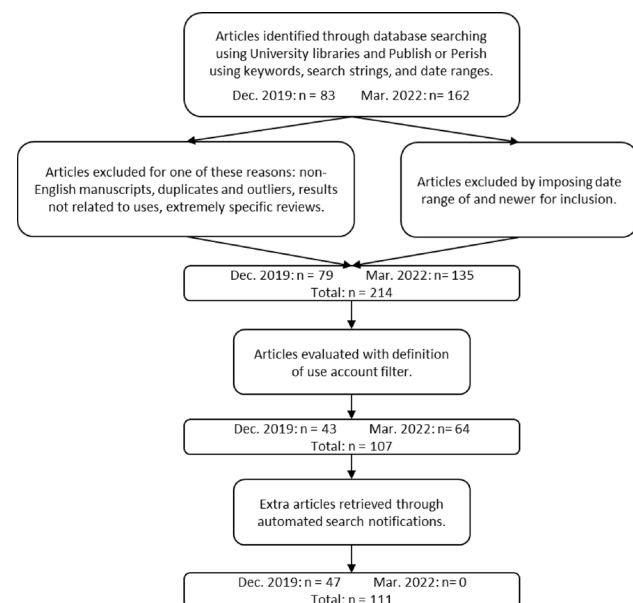 Articles identified through database searching
using University libraries and Publish or Perish
using keywords, search strings, and date ranges.
Dec. 2019: n = 83 Mar. 2022: n = 162
Articles excluded for one of these reasons: non-
English manuscripts, duplicates and outliers, results
not related to uses, extremely specific reviews.
Articles excluded by imposing date
range of and newer for inclusion.
Dec. 2019: n = 79 Mar. 2022: n = 135
Total: n = 214
Articles evaluated with definition
of use account filter.
Dec. 2019: n = 43 Mar. 2022: n = 64
Total: n = 107
Extra articles retrieved through
automated search notifications.
Dec. 2019: n = 47 Mar. 2022: n = 0
Total: n = 111